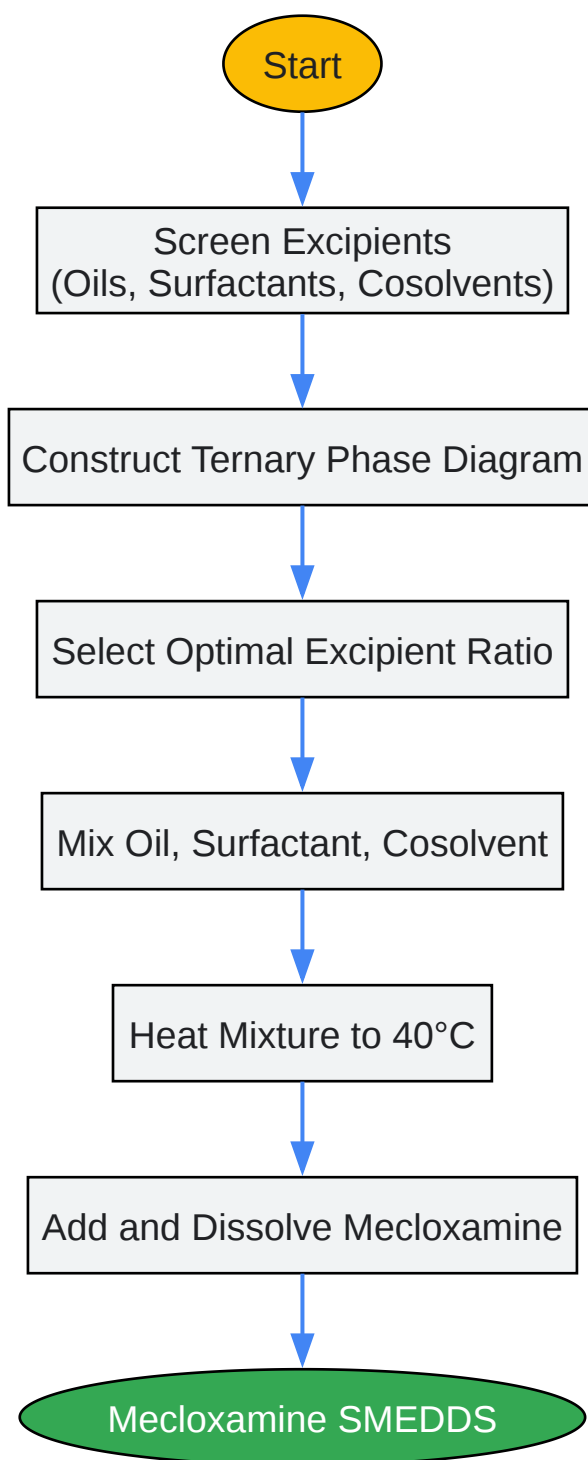 Start
Screen Excipients
(Oils, Surfactants, Cosolvents)
Construct Ternary Phase Diagram
Select Optimal Excipient Ratio
Mix Oil, Surfactant, Cosolvent
Heat Mixture to 40°C
Add and Dissolve Mecloxamine
Mecloxamine SMEDDS